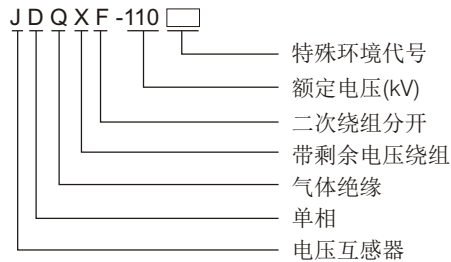 JDQXF-110
特殊环境代号
额定电压(kV)
二次绕组分开
带剩余电压绕组
气体绝缘
单相
电压互感器